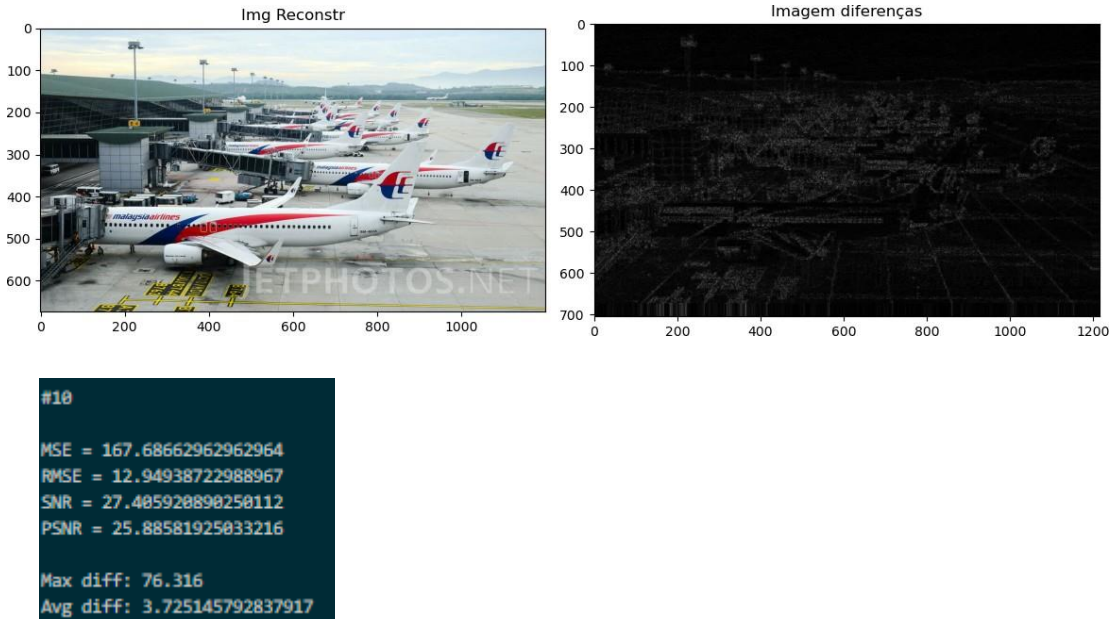 Img Reconstr
Imagem diferenças
0
100
200
300
400
500
600
0
200
400
600
800
1000
malaysia airlines
JETPHOTOS.NET
0
100
200
300
400
500
600
700
0
200
400
600
800
1000
1200
#10
MSE = 167.68662962962964
RMSE = 12.94938722988967
SNR = 27.405920890250112
PSNR = 25.88581925033216
Max diff: 76.316
Avg diff: 3.725145792837917